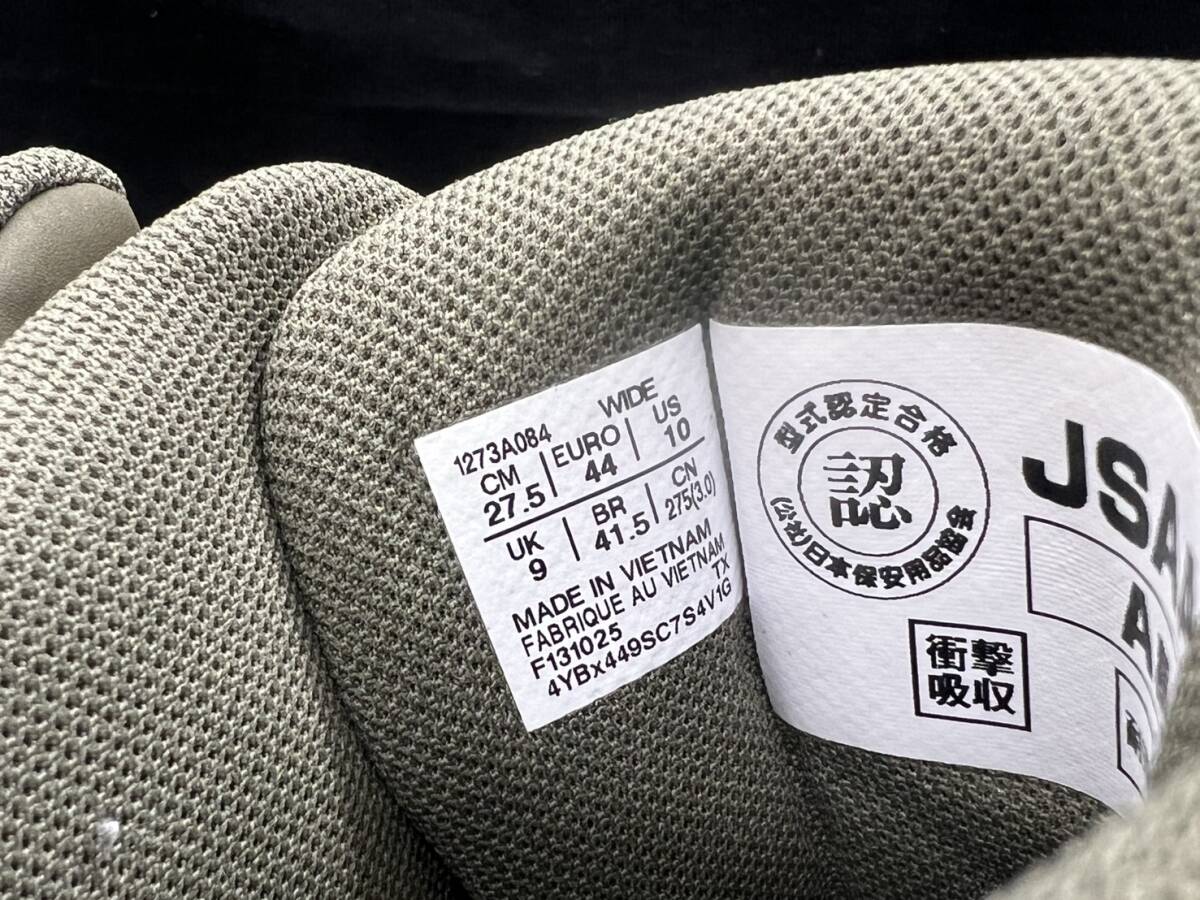 WIDE
1273A084
CM EURO US
27.5 44 10
UK BR CN
9 41.5 275(3.0)
MADE IN VIETNAM
FABRIQUE AU VIETNAM
TX
F131025
4YBx449SC7S4V1G
型式認定合格
認
(公社)日本保安用品協会
JSA
A
衝撃
吸収